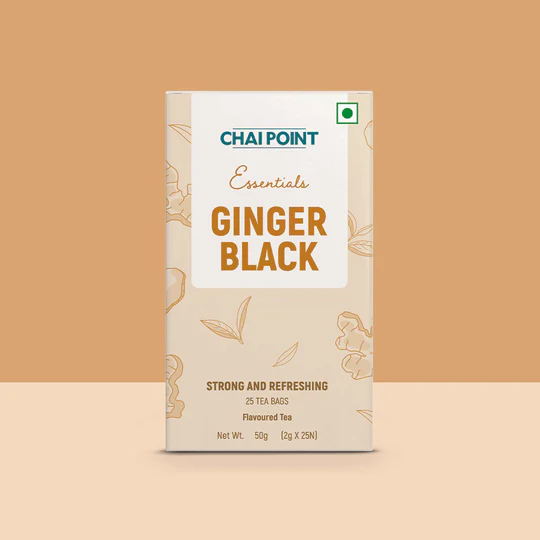 CHAI POINT
Essentials
GINGER
BLACK
STRONG AND REFRESHING
25 TEA BAGS
Flavoured Tea
Net Wt. 50g (2g X 25N)